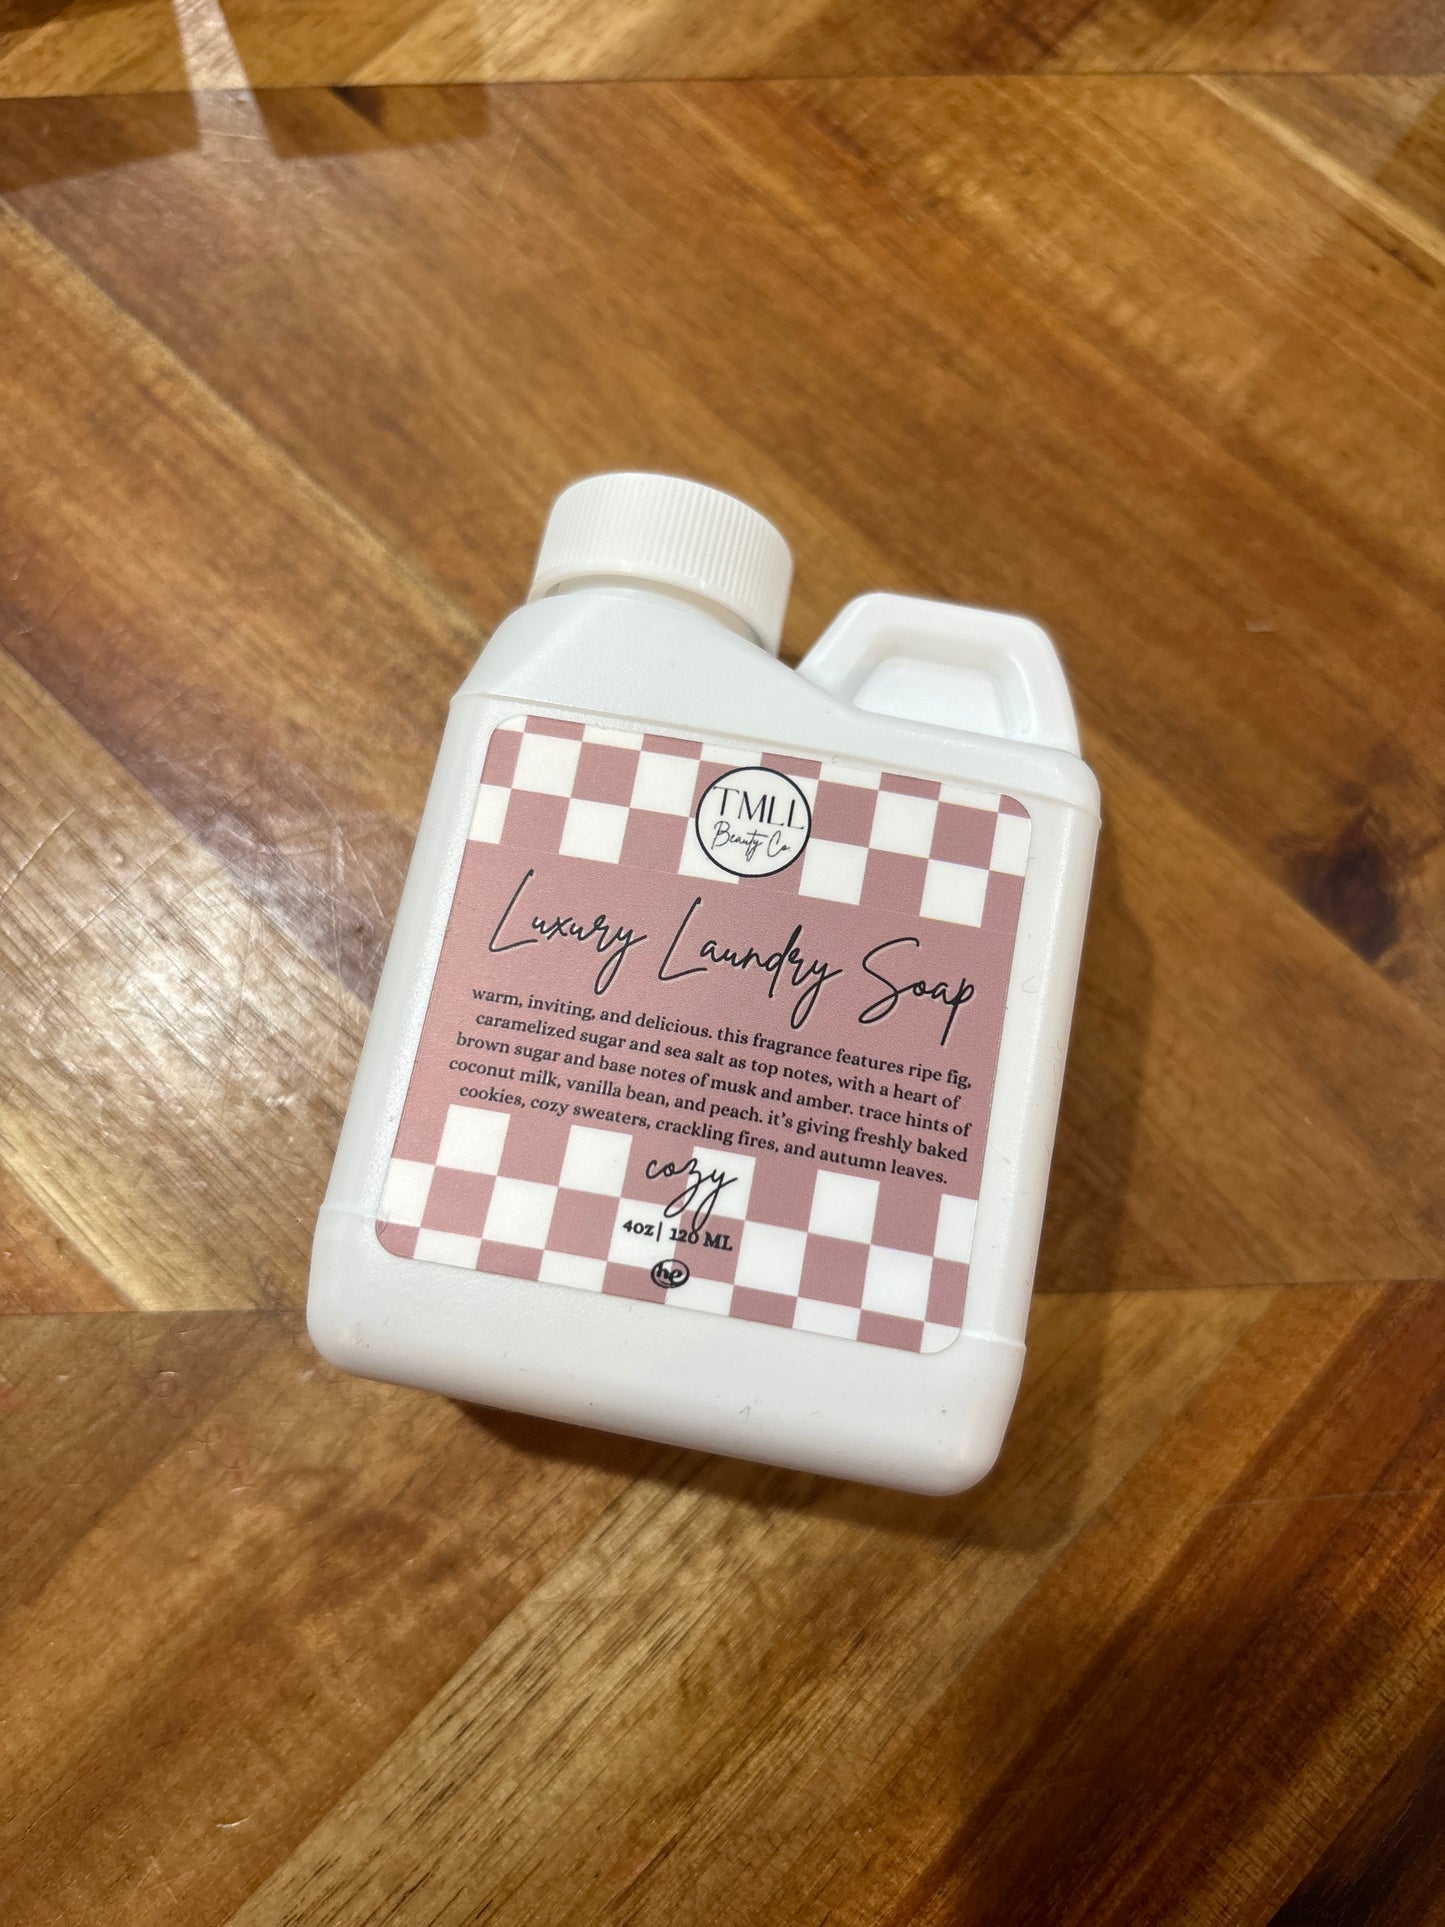 TMLL
Beauty Co.
Luxury Laundry Soap
warm, inviting, and delicious. this fragrance features ripe fig,
caramelized sugar and sea salt as top notes, with a heart of
brown sugar and base notes of musk and amber. trace hints of
coconut milk, vanilla bean, and peach. it's giving freshly baked
cookies, cozy sweaters, crackling fires, and autumn leaves.
cozy
4oz| 120 ML
he